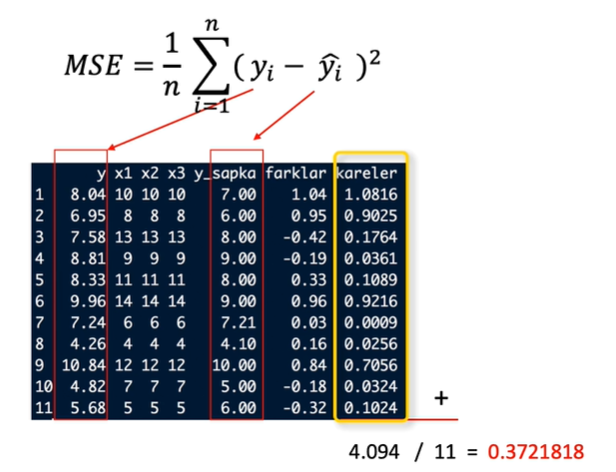 MSE = 1/n ∑ i=1 n ( yᵢ − ŷᵢ )²
y x1 x2 x3 y_sapka farklar kareler
1 8.04 10 10 10 7.00 1.04 1.0816
2 6.95 8 8 8 6.00 0.95 0.9025
3 7.58 13 13 13 8.00 -0.42 0.1764
4 8.81 9 9 9 9.00 -0.19 0.0361
5 8.33 11 11 11 8.00 0.33 0.1089
6 9.96 14 14 14 9.00 0.96 0.9216
7 7.24 6 6 6 7.21 0.03 0.0009
8 4.26 4 4 4 4.10 0.16 0.0256
9 10.84 12 12 12 10.00 0.84 0.7056
10 4.82 7 7 7 5.00 -0.18 0.0324
11 5.68 5 5 5 6.00 -0.32 0.1024
+
4.094 / 11 = 0.3721818